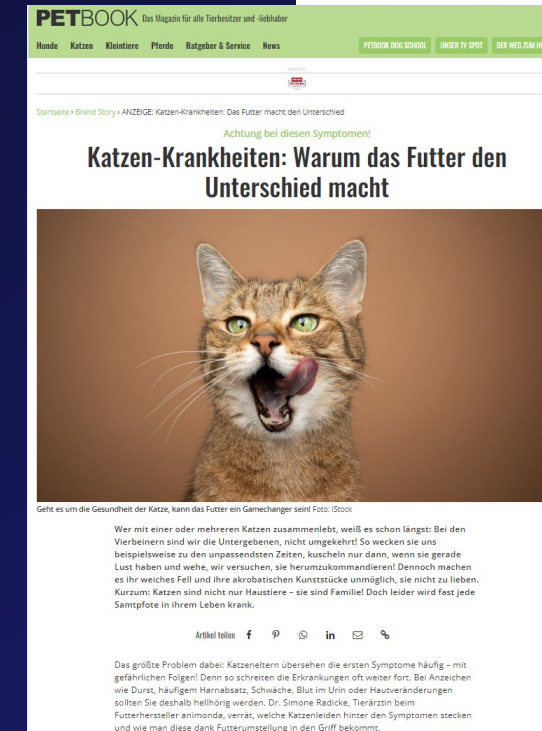 PETBOOK Das Magazin für alle Tierbesitzer und -liebhaber
Hunde Katzen Kleintiere Pferde Ratgeber & Service News PETBOOK DOG SCHOOL UNSER TV SPOT DER WEG ZUM
Startseite › Brand Story › ANZEIGE: Katzen-Krankheiten: Das Futter macht den Unterschied
Achtung bei diesen Symptomen!
Katzen-Krankheiten: Warum das Futter den
Unterschied macht
Geht es um die Gesundheit der Katze, kann das Futter ein Gamechanger sein! Foto: iStock
Wer mit einer oder mehreren Katzen zusammenlebt, weiß es schon längst: Bei den
Vierbeinern sind wir die Untergebenen, nicht umgekehrt! So wecken sie uns
beispielsweise zu den unpassendsten Zeiten, kuscheln nur dann, wenn sie gerade
Lust haben und wehe, wir versuchen, sie herumzukommandieren! Dennoch machen
es ihr weiches Fell und ihre akrobatischen Kunststücke unmöglich, sie nicht zu lieben.
Kurzum: Katzen sind nicht nur Haustiere – sie sind Familie! Doch leider wird fast jede
Samtpfote in ihrem Leben krank.
Artikel teilen
Das größte Problem dabei: Katzeneltern übersehen die ersten Symptome häufig – mit
gefährlichen Folgen! Denn so schreiten die Erkrankungen oft weiter fort. Bei Anzeichen
wie Durst, häufigem Harnabsatz, Schwäche, Blut im Urin oder Hautveränderungen
sollten Sie deshalb hellhörig werden. Dr. Simone Radicke, Tierärztin beim
Futterhersteller animonda, verrät, welche Katzenleiden hinter den Symptomen stecken
und wie man diese dank Futterumstellung in den Griff bekommt.